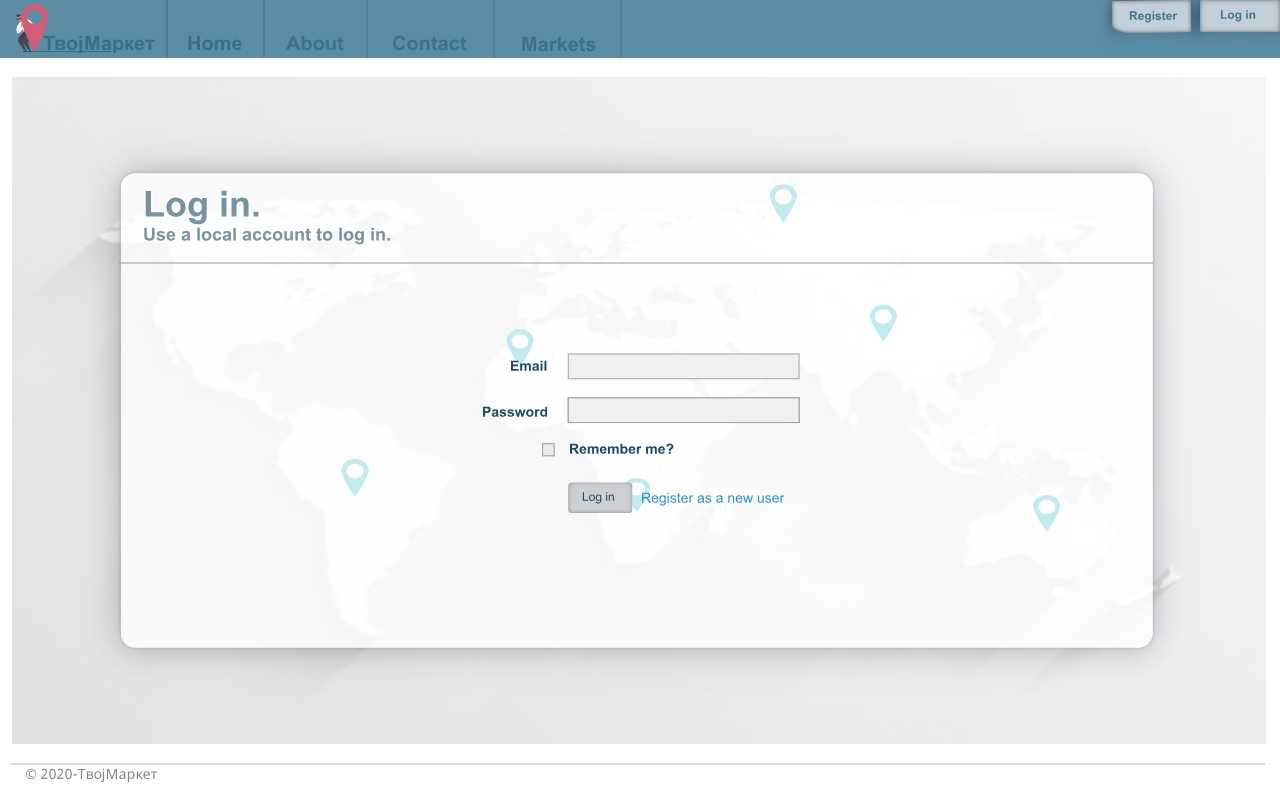 ТвојМаркет Home About Contact Markets Register Log in
Log in.
Use a local account to log in.
Email
Password
Remember me?
Log in Register as a new user
© 2020-ТвојМаркет